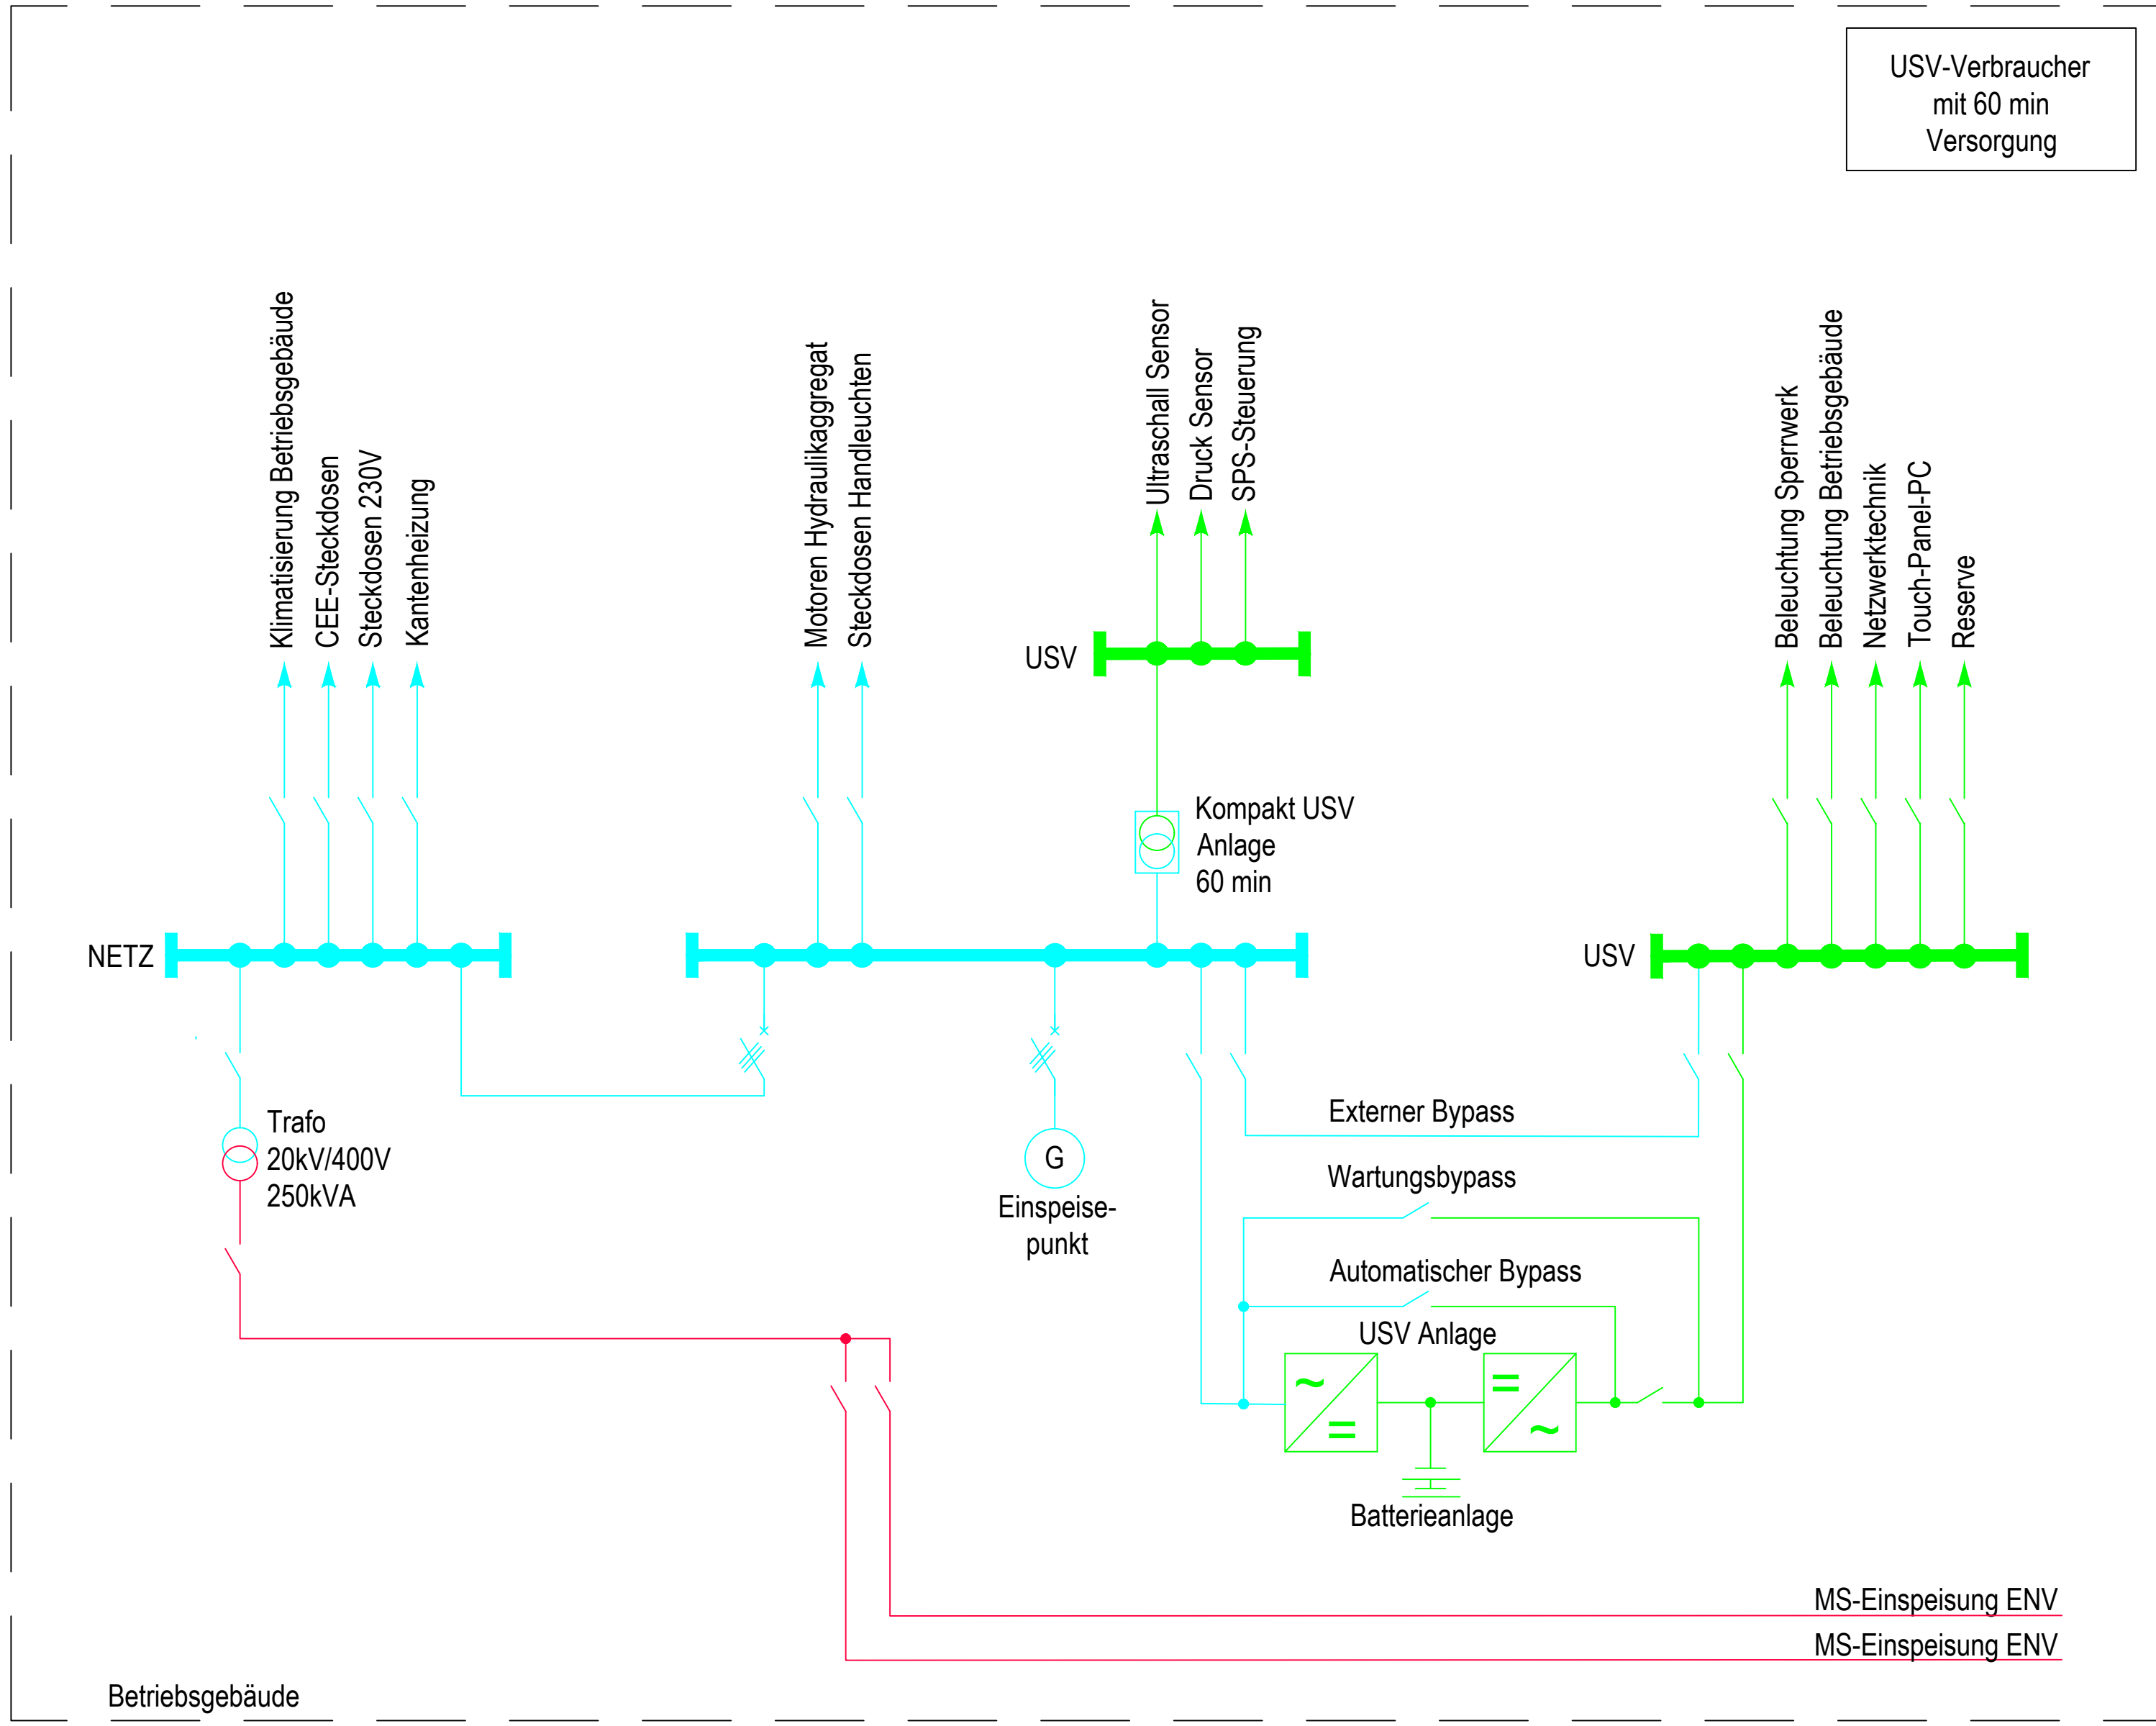 USV-Verbraucher
mit 60 min
Versorgung
Klimatisierung Betriebsgebäude
CEE-Steckdosen
Steckdosen 230V
Kantenheizung
Motoren Hydraulikaggregat
Steckdosen Handleuchten
Ultraschall Sensor
Druck Sensor
SPS-Steuerung
Beleuchtung Sperrwerk
Beleuchtung Betriebsgebäude
Netzwerktechnik
Touch-Panel-PC
Reserve
USV
Kompakt USV
Anlage
60 min
NETZ
USV
Trafo
20kV/400V
250kVA
G
Einspeise-
punkt
Externer Bypass
Wartungsbypass
Automatischer Bypass
USV Anlage
~
=
=
~
Batterieanlage
MS-Einspeisung ENV
MS-Einspeisung ENV
Betriebsgebäude